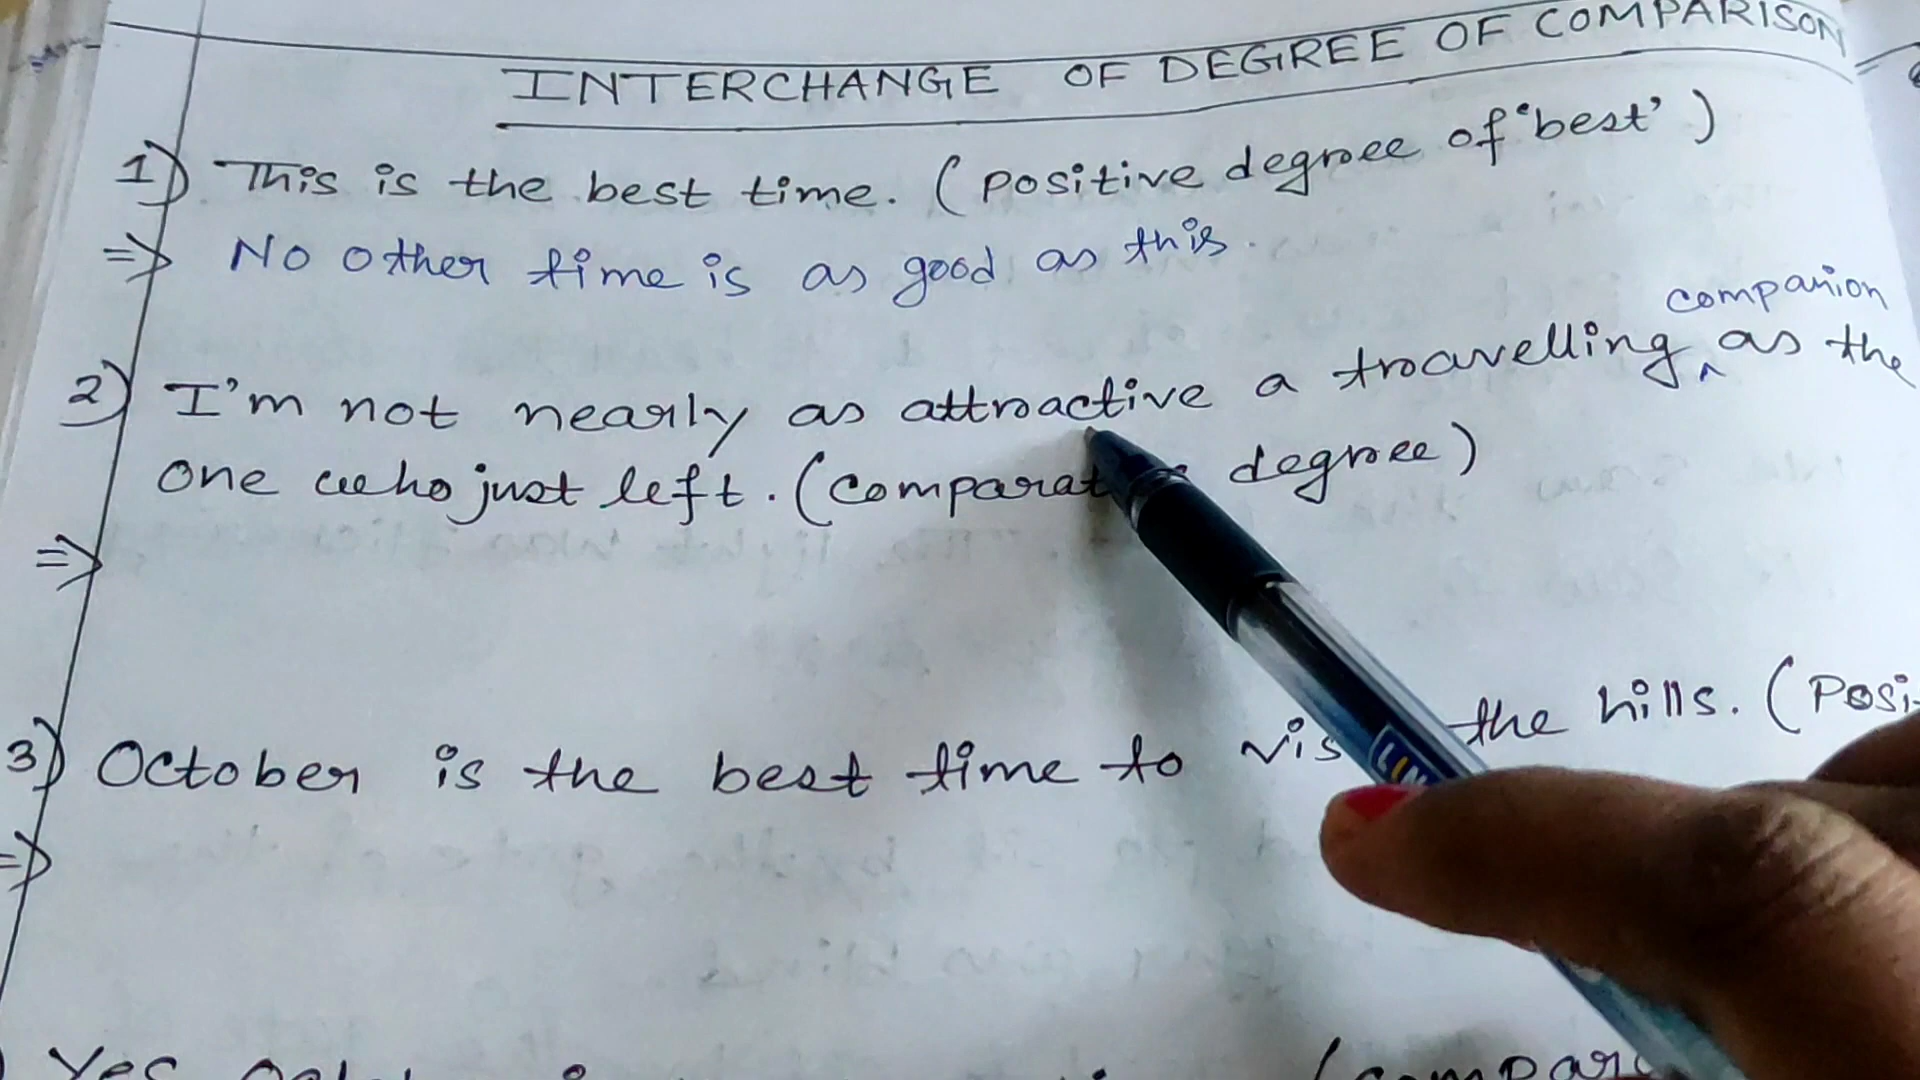 INTERCHANGE OF DEGREE OF COMPARISON
1) This is the best time. (Positive degree of 'best')
=> No other time is as good as this.
companion
2) I'm not nearly as attractive a travelling ^ as the
one who just left. (Comparat degree)
=>
3) October is the best time to vis the hills. (Posi-
=>
Yes